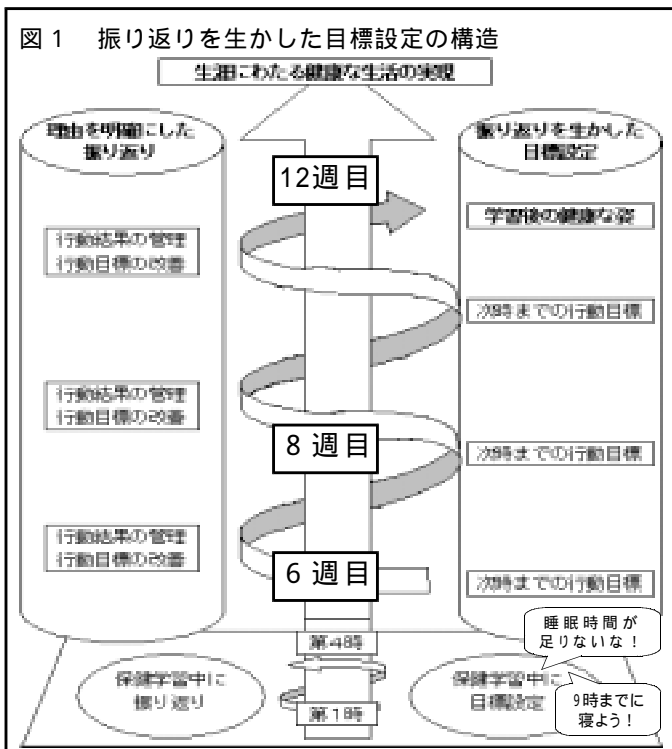 図1 振り返りを生かした目標設定の構造
生涯にわたる健康な生活の実現
理由を明確にした
振り返り
振り返りを生かした
目標設定
12週目
学習後の健康な姿
行動結果の管理
行動目標の改善
次時までの行動目標
行動結果の管理
行動目標の改善
8週目
次時までの行動目標
行動結果の管理
行動目標の改善
6週目
次時までの行動目標
睡眠時間が
足りないな！
第4時
保健学習中に
振り返り
保健学習中に
目標設定
9時までに
寝よう！
第1時